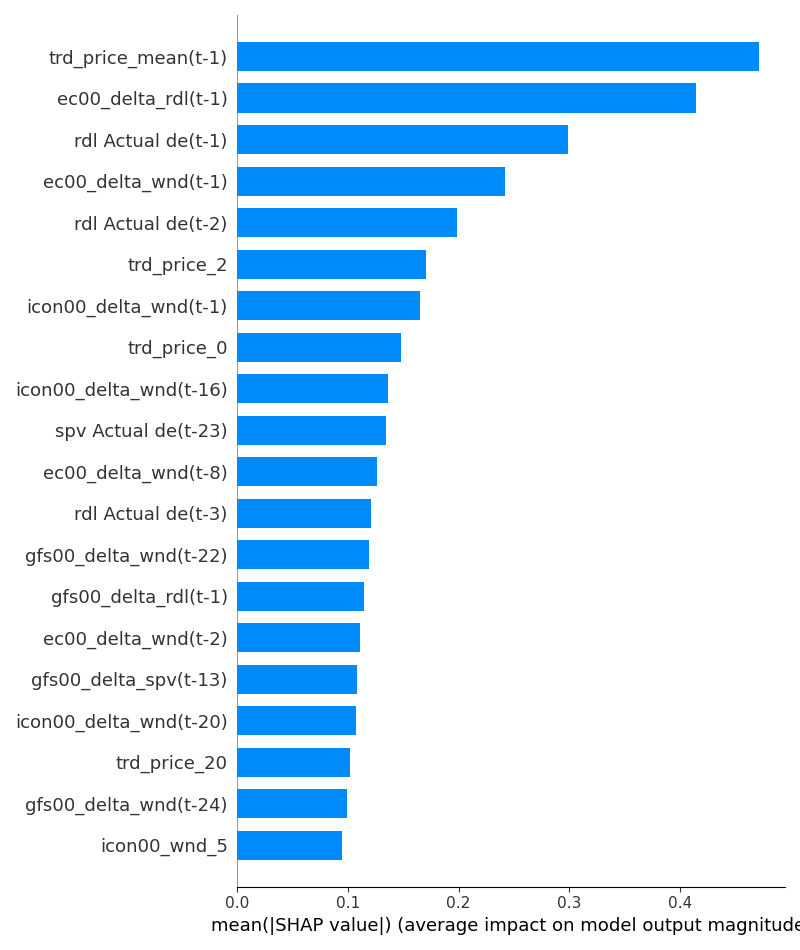 trd_price_mean(t-1)
ec00_delta_rdl(t-1)
rdl Actual de(t-1)
ec00_delta_wnd(t-1)
rdl Actual de(t-2)
trd_price_2
icon00_delta_wnd(t-1)
trd_price_0
icon00_delta_wnd(t-16)
spv Actual de(t-23)
ec00_delta_wnd(t-8)
rdl Actual de(t-3)
gfs00_delta_wnd(t-22)
gfs00_delta_rdl(t-1)
ec00_delta_wnd(t-2)
gfs00_delta_spv(t-13)
icon00_delta_wnd(t-20)
trd_price_20
gfs00_delta_wnd(t-24)
icon00_wnd_5
0.0 0.1 0.2 0.3 0.4
mean(|SHAP value|) (average impact on model output magnitude